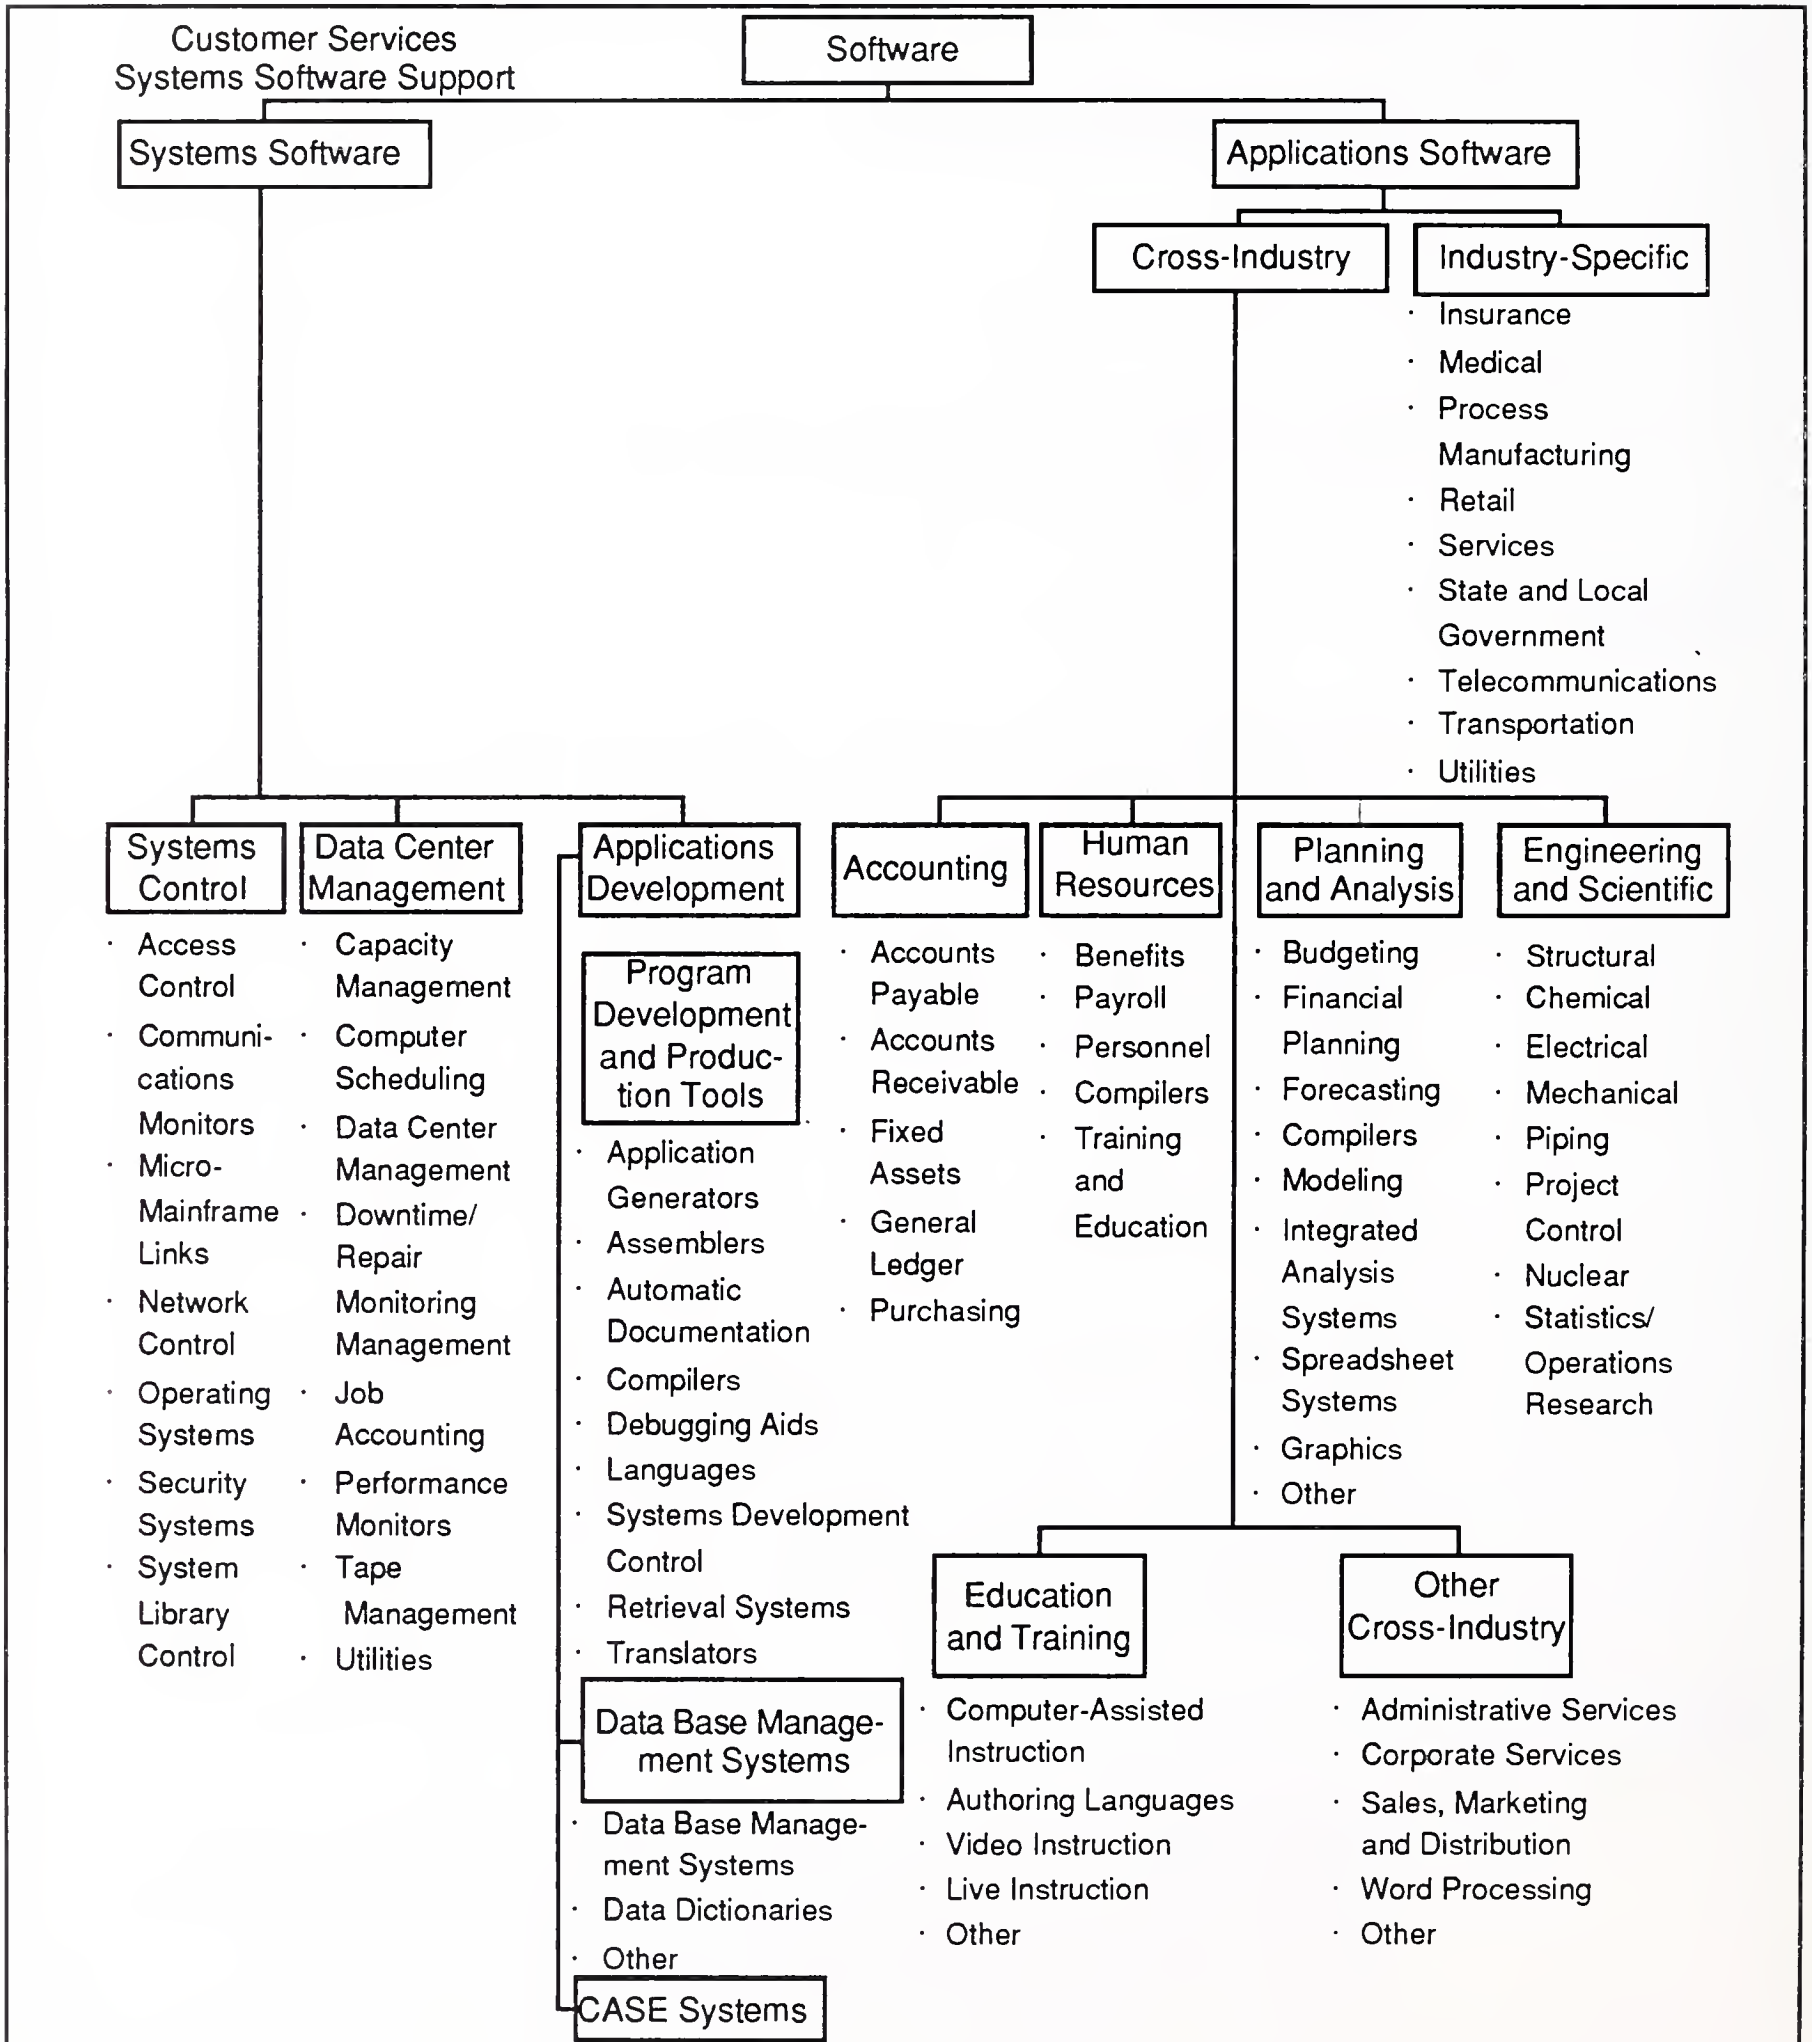 Customer Services
Systems Software Support
Software
Systems Software
Applications Software
Cross-Industry
Industry-Specific
· Insurance
· Medical
· Process
Manufacturing
· Retail
· Services
· State and Local
Government
· Telecommunications
· Transportation
· Utilities
Systems
Control
· Access
Control
· Communi-
cations
Monitors
· Micro-
Mainframe
Links
· Network
Control
· Operating
Systems
· Security
Systems
· System
Library
Control
Data Center
Management
· Capacity
Management
· Computer
Scheduling
· Data Center
Management
· Downtime/
Repair
Monitoring
Management
· Job
Accounting
· Performance
Monitors
· Tape
Management
· Utilities
Applications
Development
Program
Development
and Produc-
tion Tools
· Application
Generators
· Assemblers
· Automatic
Documentation
· Compilers
· Debugging Aids
· Languages
· Systems Development
Control
· Retrieval Systems
· Translators
Data Base Manage-
ment Systems
· Data Base Manage-
ment Systems
· Data Dictionaries
· Other
CASE Systems
Accounting
· Accounts
Payable
· Accounts
Receivable
· Fixed
Assets
· General
Ledger
· Purchasing
Human
Resources
· Benefits
· Payroll
· Personnel
· Compilers
· Training
and
Education
Planning
and Analysis
· Budgeting
· Financial
Planning
· Forecasting
· Compilers
· Modeling
· Integrated
Analysis
Systems
· Spreadsheet
Systems
· Graphics
· Other
Engineering
and Scientific
· Structural
· Chemical
· Electrical
· Mechanical
· Piping
· Project
Control
· Nuclear
· Statistics/
Operations
Research
Education
and Training
· Computer-Assisted
Instruction
· Authoring Languages
· Video Instruction
· Live Instruction
· Other
Other
Cross-Industry
· Administrative Services
· Corporate Services
· Sales, Marketing
and Distribution
· Word Processing
· Other